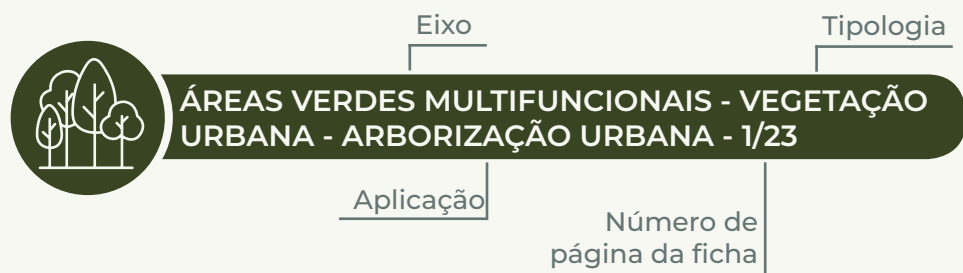 Eixo
Tipologia
ÁREAS VERDES MULTIFUNCIONAIS - VEGETAÇÃO
URBANA - ARBORIZAÇÃO URBANA - 1/23
Aplicação
Número de
página da ficha